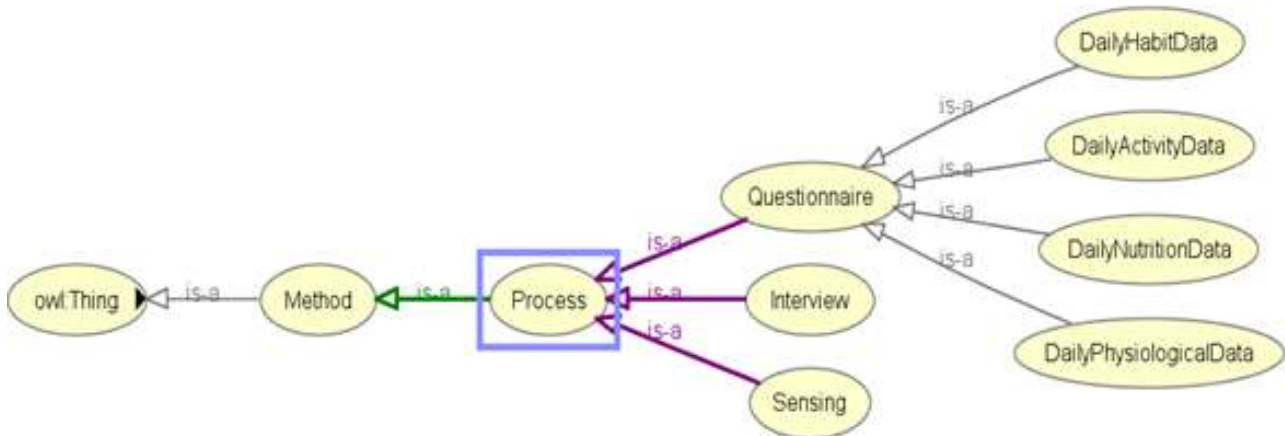 DailyHabitData
is-a
DailyActivityData
is-a
Questionnaire
is-a
is-a
DailyNutritionData
is-a
owl:Thing
is-a
Method
is-a
Process
is-a
Interview
DailyPhysiologicalData
is-a
Sensing